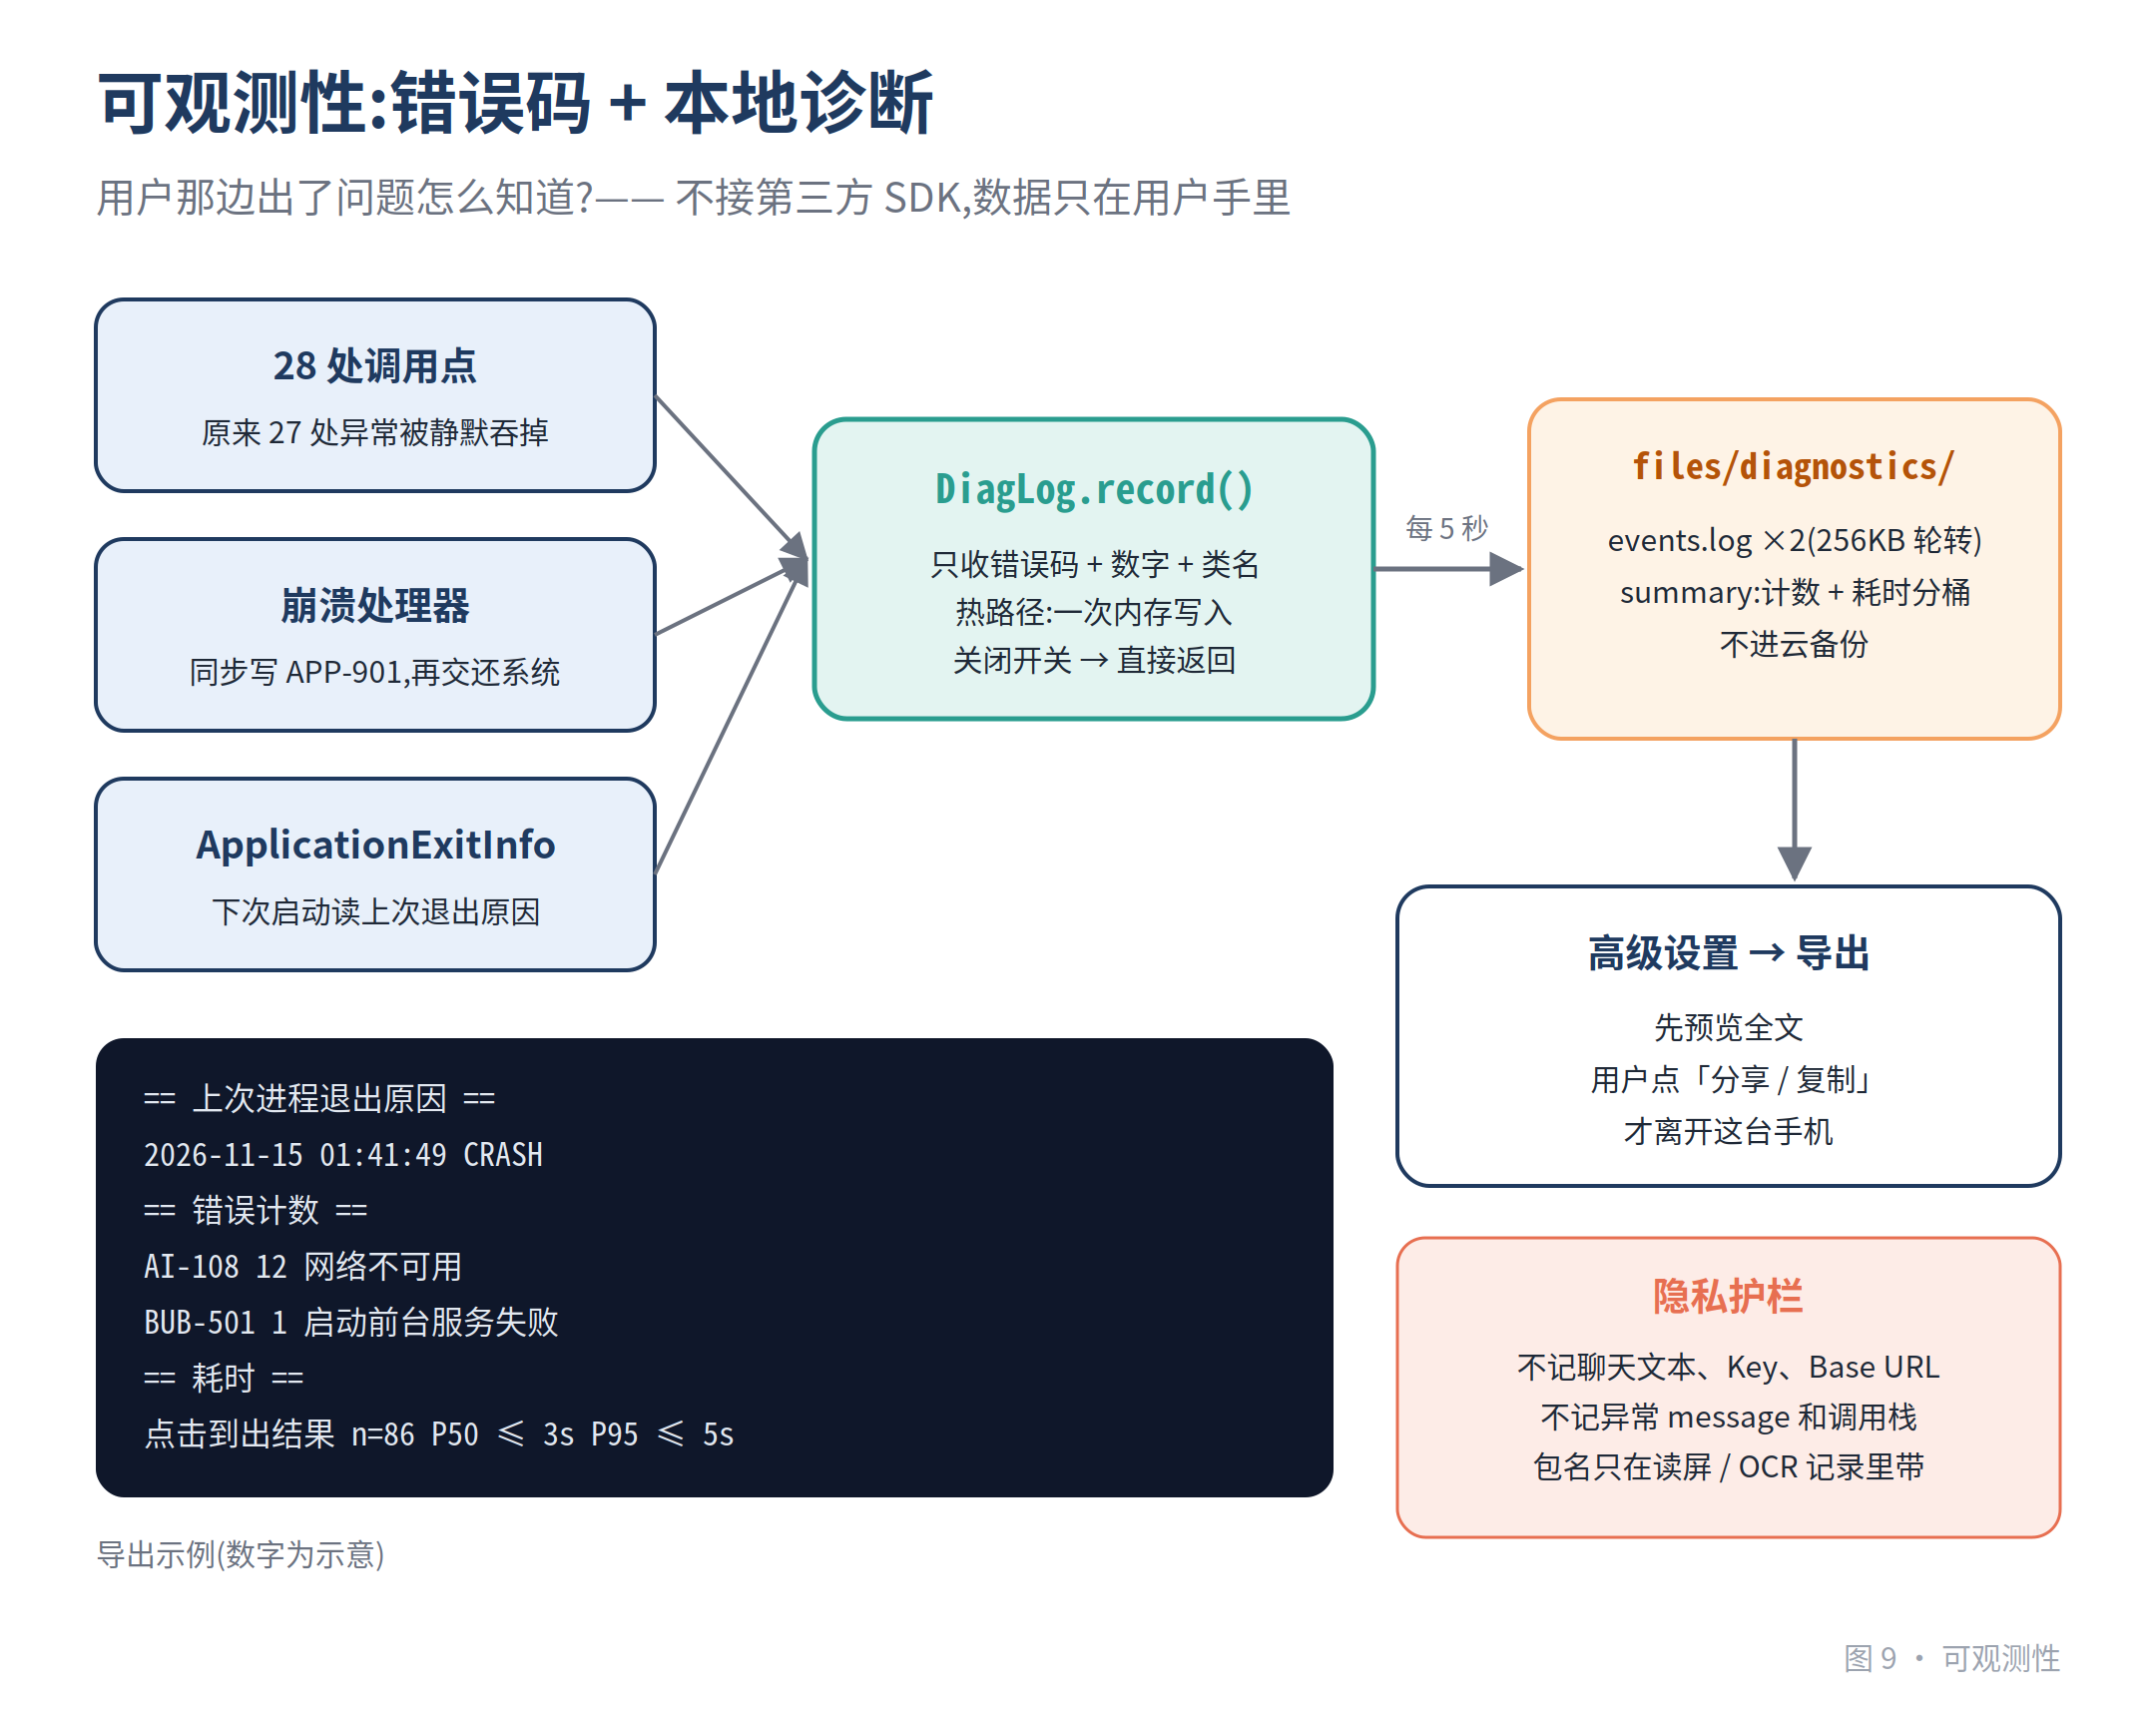 可观测性:错误码 + 本地诊断
用户那边出了问题怎么知道?—— 不接第三方 SDK,数据只在用户手里
28 处调用点
原来 27 处异常被静默吞掉
崩溃处理器
同步写 APP-901,再交还系统
ApplicationExitInfo
下次启动读上次退出原因
DiagLog.record()
只收错误码 + 数字 + 类名
热路径:一次内存写入
关闭开关 → 直接返回
每 5 秒
files/diagnostics/
events.log ×2(256KB 轮转)
summary:计数 + 耗时分桶
不进云备份
高级设置 → 导出
先预览全文
用户点「分享 / 复制」
才离开这台手机
== 上次进程退出原因 ==
2026-11-15 01:41:49 CRASH
== 错误计数 ==
AI-108 12 网络不可用
BUB-501 1 启动前台服务失败
== 耗时 ==
点击到出结果 n=86 P50 ≤ 3s P95 ≤ 5s
导出示例(数字为示意)
隐私护栏
不记聊天文本、Key、Base URL
不记异常 message 和调用栈
包名只在读屏 / OCR 记录里带
图 9 · 可观测性